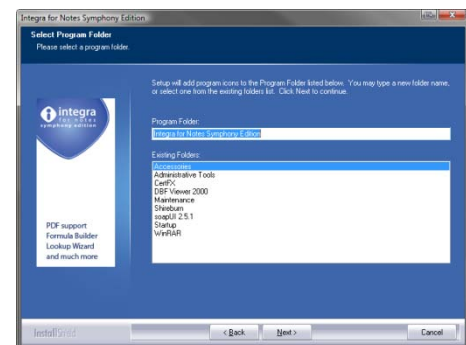 Integra for Notes Symphony Edition
Select Program Folder
Please select a program folder.
Setup will add program icons to the Program Folder listed below. You may type a new folder name,
or select one from the existing folders list. Click Next to continue.
integra
for notes
symphony edition
Program Folder:
Integra for Notes Symphony Edition
Existing Folders:
Accessories
Administrative Tools
CertFX
DBF Viewer 2000
Maintenance
Shireburn
soapUI 2.5.1
Startup
WinRAR
PDF support
Formula Builder
Lookup Wizard
and much more
InstallShield
< Back
Next >
Cancel